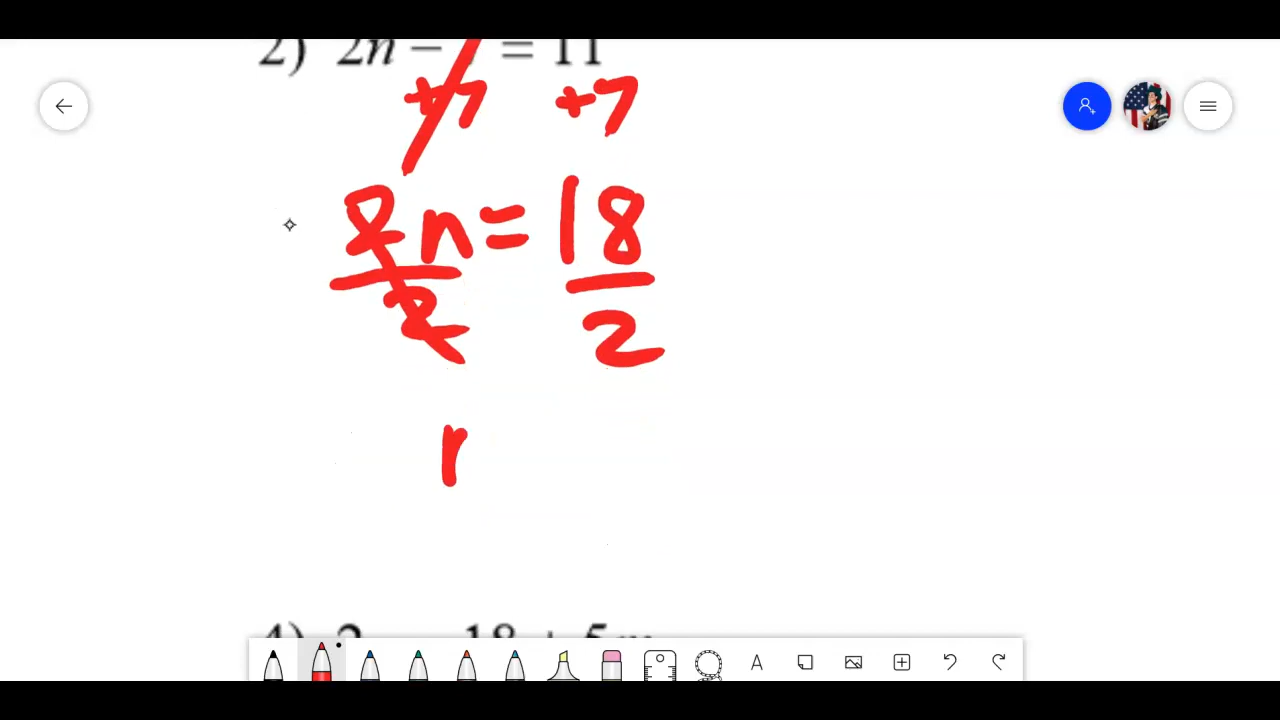 2) 2n − 7 = 11
+7 +7
2n = 18
2 2
n